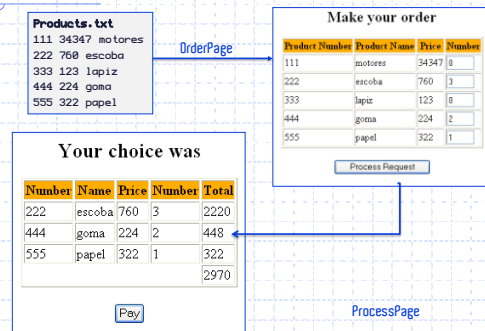 Products.txt
111 34347 motores
222 760 escoba
333 123 lapiz
444 224 goma
555 322 papel
OrderPage
Make your order
Product Number Product Name Price Number
111 motores 34347 0
222 escoba 760 3
333 lapiz 123 0
444 goma 224 2
555 papel 322 1
Process Request
Your choice was
Number Name Price Number Total
222 escoba 760 3 2220
444 goma 224 2 448
555 papel 322 1 322
2970
Pay
ProcessPage